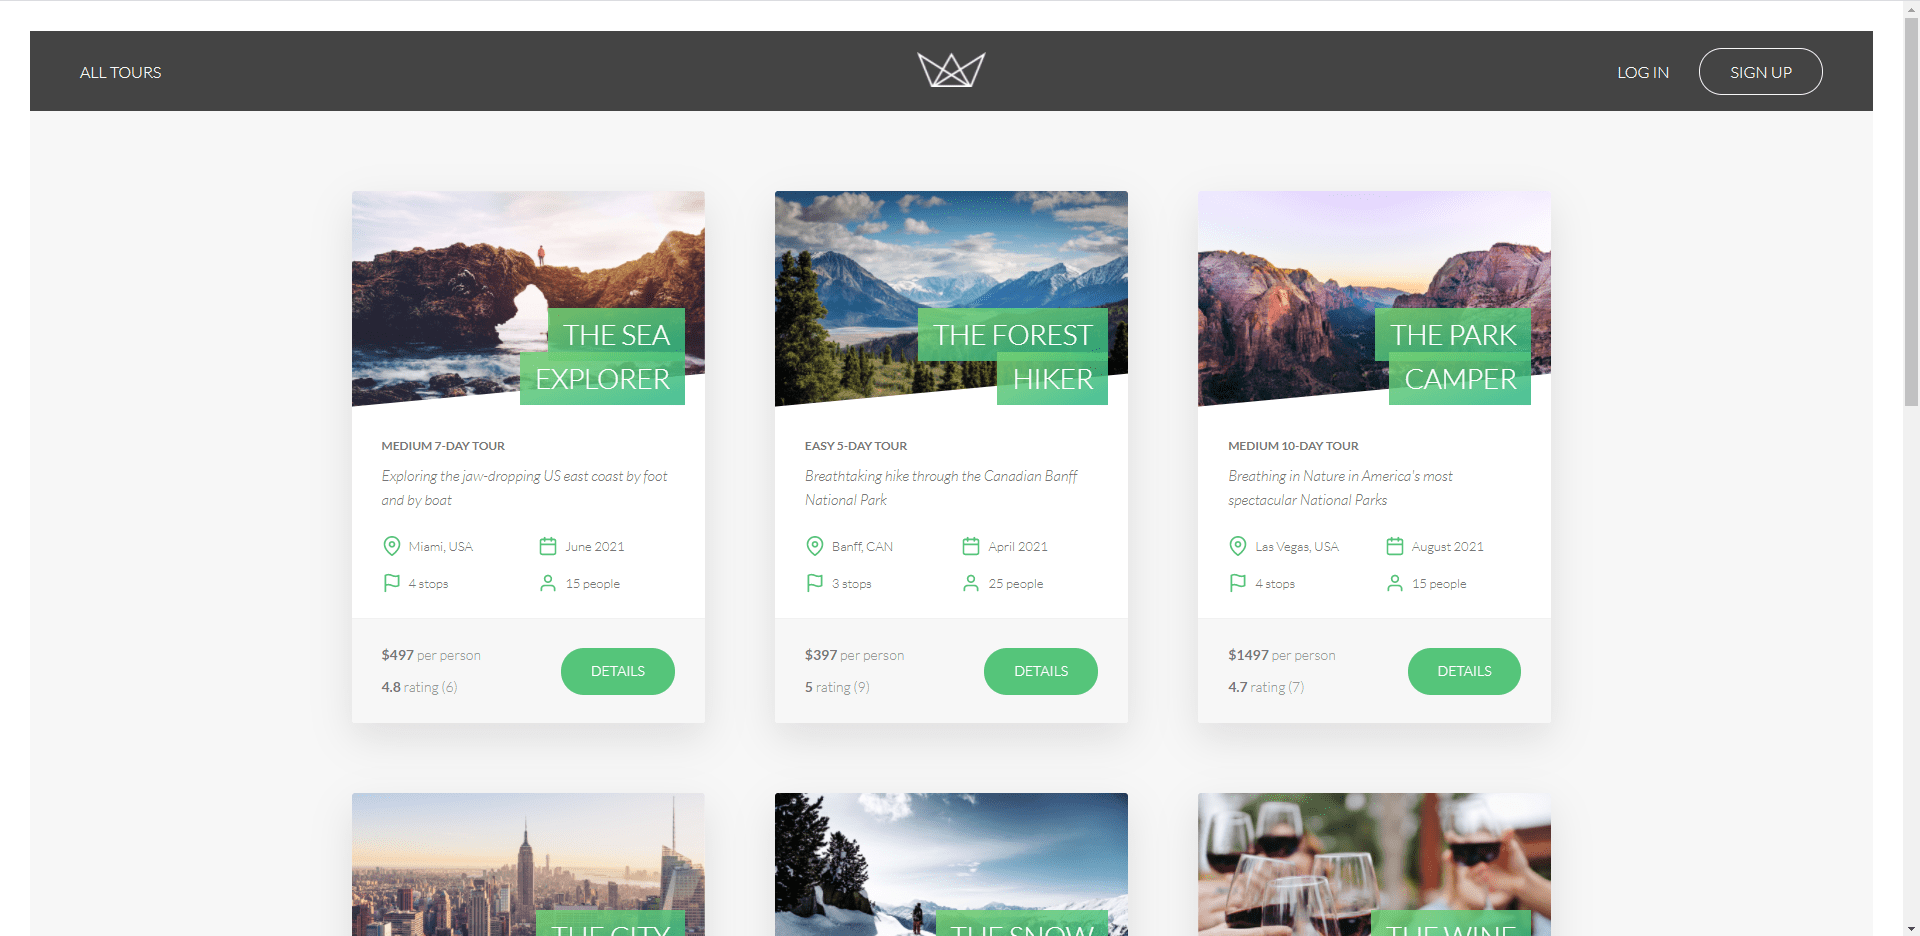 ALL TOURS
LOG IN
SIGN UP
THE SEA
EXPLORER
MEDIUM 7-DAY TOUR
Exploring the jaw-dropping US east coast by foot
and by boat
Miami, USA
June 2021
4 stops
15 people
$497 per person
4.8 rating (6)
DETAILS
THE FOREST
HIKER
EASY 5-DAY TOUR
Breathtaking hike through the Canadian Banff
National Park
Banff, CAN
April 2021
3 stops
25 people
$397 per person
5 rating (9)
DETAILS
THE PARK
CAMPER
MEDIUM 10-DAY TOUR
Breathing in Nature in America's most
spectacular National Parks
Las Vegas, USA
August 2021
4 stops
15 people
$1497 per person
4.7 rating (7)
DETAILS
THE CITY
THE SNOW
THE WINE